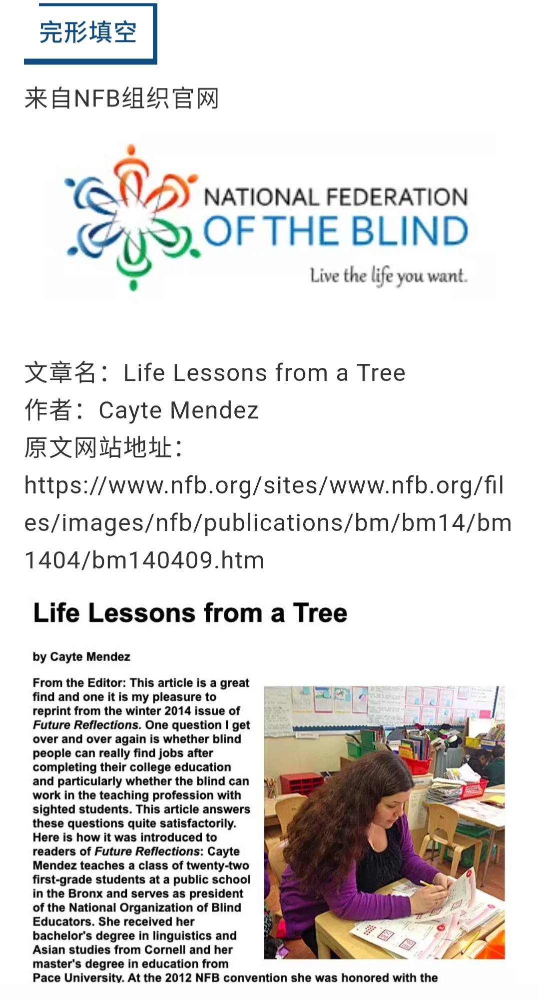 完形填空
来自NFB组织官网
NATIONAL FEDERATION
OF THE BLIND
Live the life you want.
文章名：Life Lessons from a Tree
作者：Cayte Mendez
原文网站地址：
https://www.nfb.org/sites/www.nfb.org/fil
es/images/nfb/publications/bm/bm14/bm
1404/bm140409.htm
Life Lessons from a Tree
by Cayte Mendez
From the Editor: This article is a great
find and one it is my pleasure to
reprint from the winter 2014 issue of
Future Reflections. One question I get
over and over again is whether blind
people can really find jobs after
completing their college education
and particularly whether the blind can
work in the teaching profession with
sighted students. This article answers
these questions quite satisfactorily.
Here is how it was introduced to
readers of Future Reflections: Cayte
Mendez teaches a class of twenty-two
first-grade students at a public school
in the Bronx and serves as president
of the National Organization of Blind
Educators. She received her
bachelor's degree in linguistics and
Asian studies from Cornell and her
master's degree in education from
Pace University. At the 2012 NFB convention she was honored with the